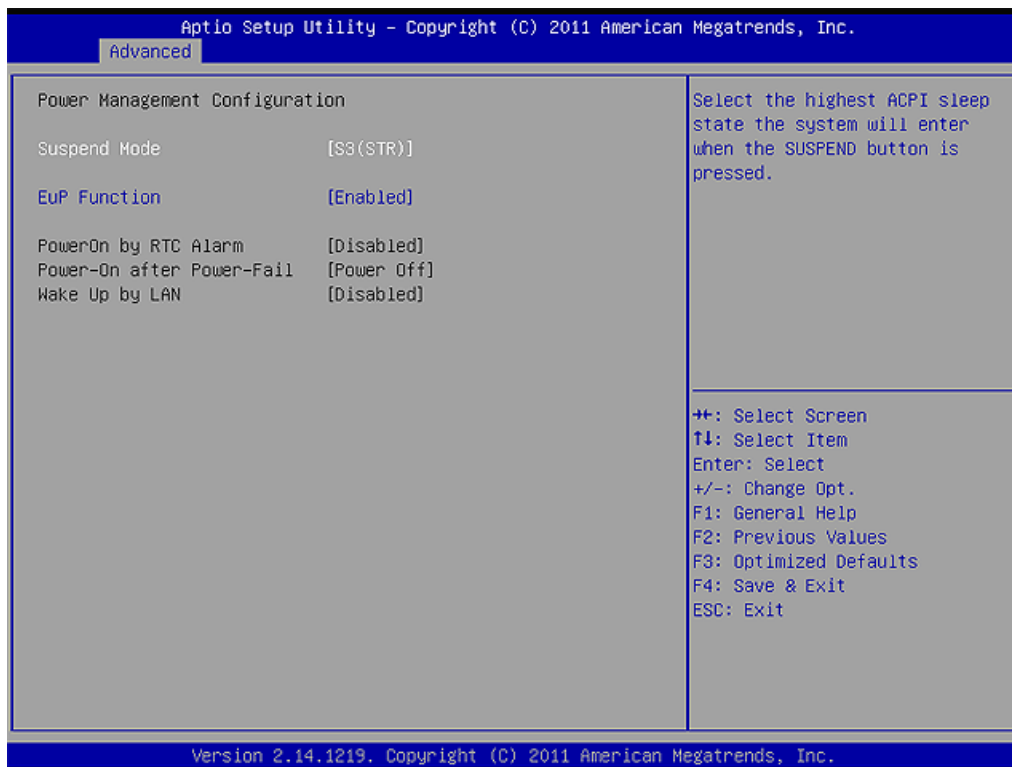 Aptio Setup Utility – Copyright (C) 2011 American Megatrends, Inc.
Advanced
Power Management Configuration
Suspend Mode [S3(STR)]
EuP Function [Enabled]
PowerOn by RTC Alarm [Disabled]
Power-On after Power-Fail [Power Off]
Wake Up by LAN [Disabled]
Select the highest ACPI sleep
state the system will enter
when the SUSPEND button is
pressed.
→←: Select Screen
↑↓: Select Item
Enter: Select
+/-: Change Opt.
F1: General Help
F2: Previous Values
F3: Optimized Defaults
F4: Save & Exit
ESC: Exit
Version 2.14.1219. Copyright (C) 2011 American Megatrends, Inc.